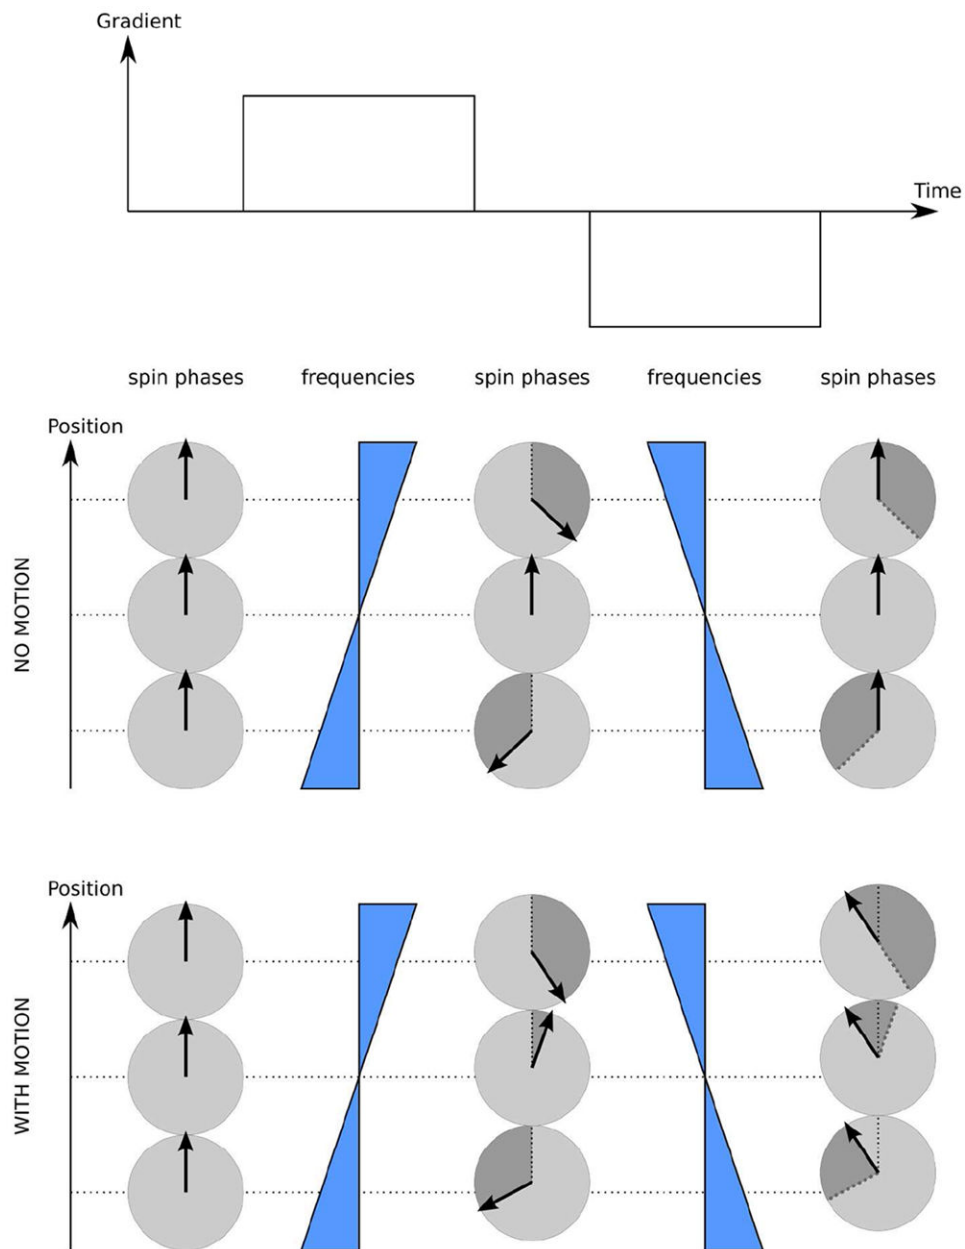 Gradient
Time
spin phases frequencies spin phases frequencies spin phases
Position
NO MOTION
Position
WITH MOTION